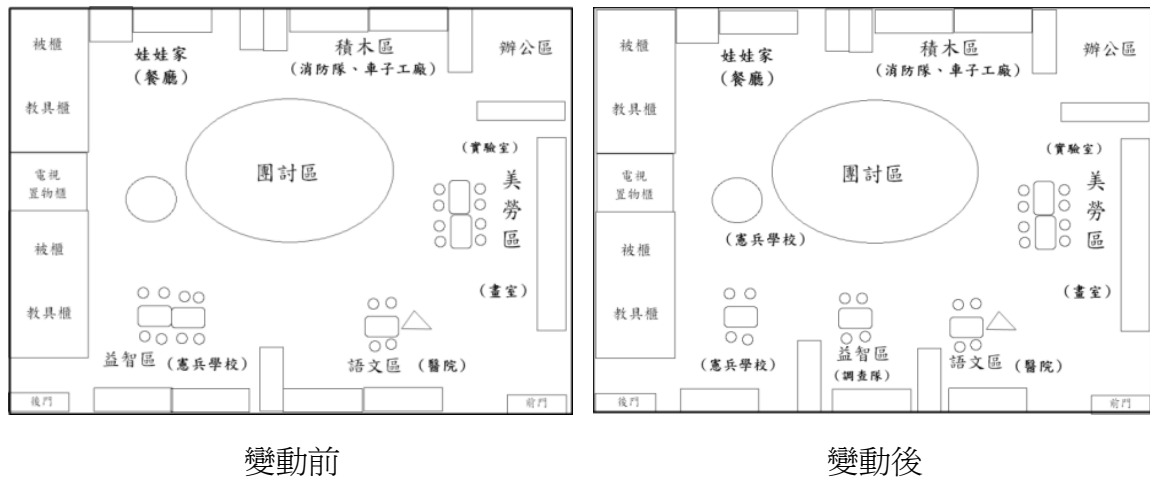 被櫃
娃娃家
(餐廳)
積木區
(消防隊、車子工廠)
辦公區
教具櫃
電視
置物櫃
團討區
(實驗室)
美勞區
被櫃
教具櫃
(畫室)
益智區(憲兵學校)
語文區(醫院)
後門
前門
變動前
被櫃
娃娃家
(餐廳)
積木區
(消防隊、車子工廠)
辦公區
教具櫃
電視
置物櫃
團討區
(實驗室)
美勞區
(憲兵學校)
被櫃
教具櫃
(畫室)
(憲兵學校)
益智區
(調查隊)
語文區(醫院)
後門
前門
變動後